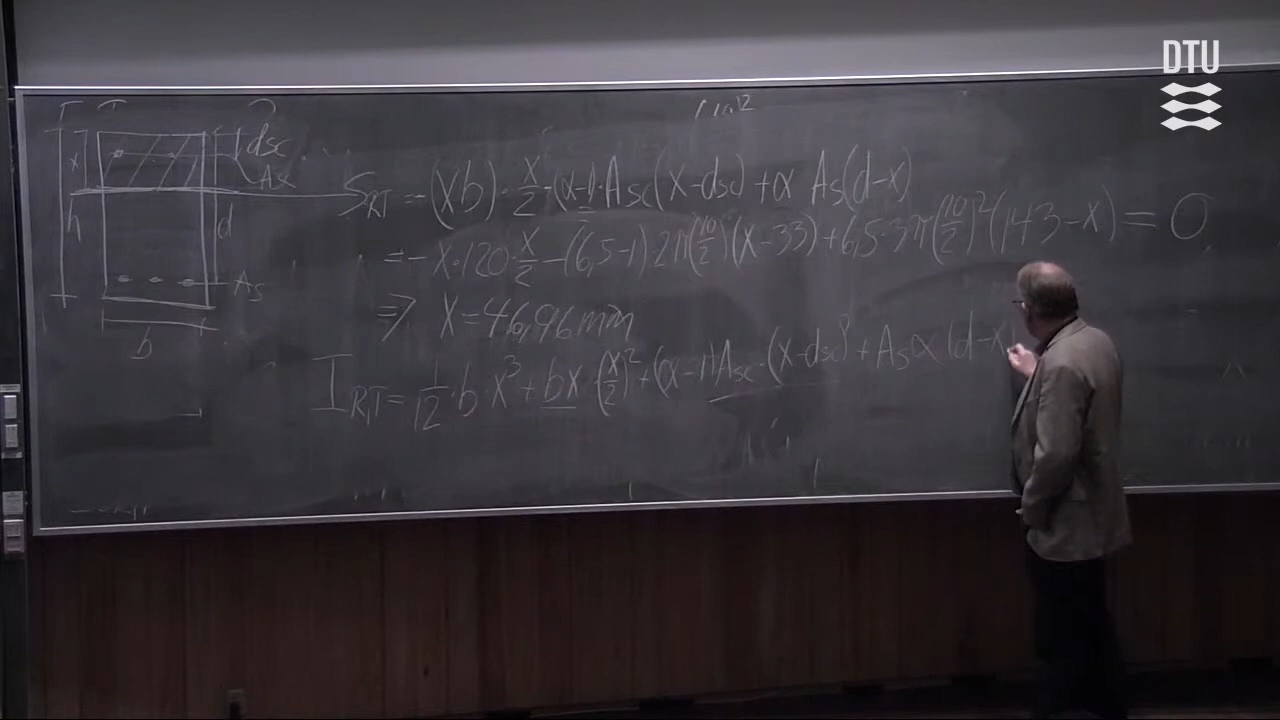 DTU
x
h
b
d
dsc
Asc
As
S_RT = -(xb)·x/2 -(α-1)·Asc(x-dsc) + α As(d-x)
= -x·120·x/2 -(6,5-1)2π(10/2)²(x-33)+6,5·3π(10/2)²(143-x) = 0
⇒ x = 46,96mm
I_RT = 1/12·b·x³ + bx·(x/2)² + (α-1)Asc·(x-dsc)² + As α(d-x)